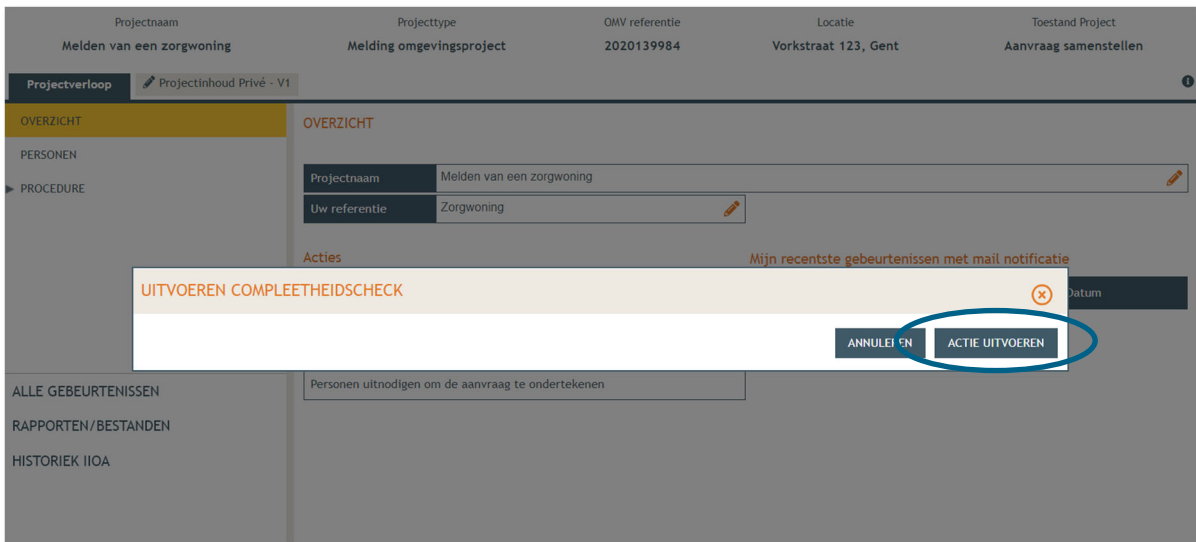 Projectnaam Projecttype OMV referentie Locatie Toestand Project
Melden van een zorgwoning Melding omgevingsproject 2020139984 Vorkstraat 123, Gent Aanvraag samenstellen
Projectverloop Projectinhoud Privé - V1
OVERZICHT
PERSONEN
PROCEDURE
ALLE GEBEURTENISSEN
RAPPORTEN/BESTANDEN
HISTORIEK IIOA
OVERZICHT
Projectnaam Melden van een zorgwoning
Uw referentie Zorgwoning
Acties
Mijn recentste gebeurtenissen met mail notificatie
Datum
UITVOEREN COMPLEETHEIDSCHECK
ANNULEREN ACTIE UITVOEREN
Personen uitnodigen om de aanvraag te ondertekenen